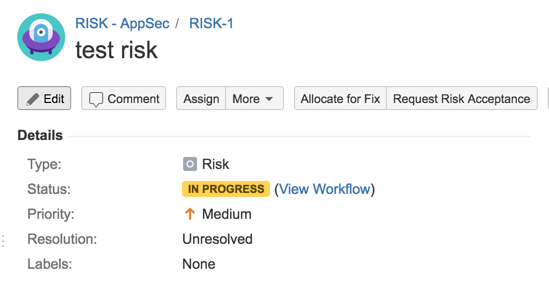 RISK - AppSec / RISK-1
test risk
Edit Comment Assign More Allocate for Fix Request Risk Acceptance
Details
Type: Risk
Status: IN PROGRESS (View Workflow)
Priority: Medium
Resolution: Unresolved
Labels: None